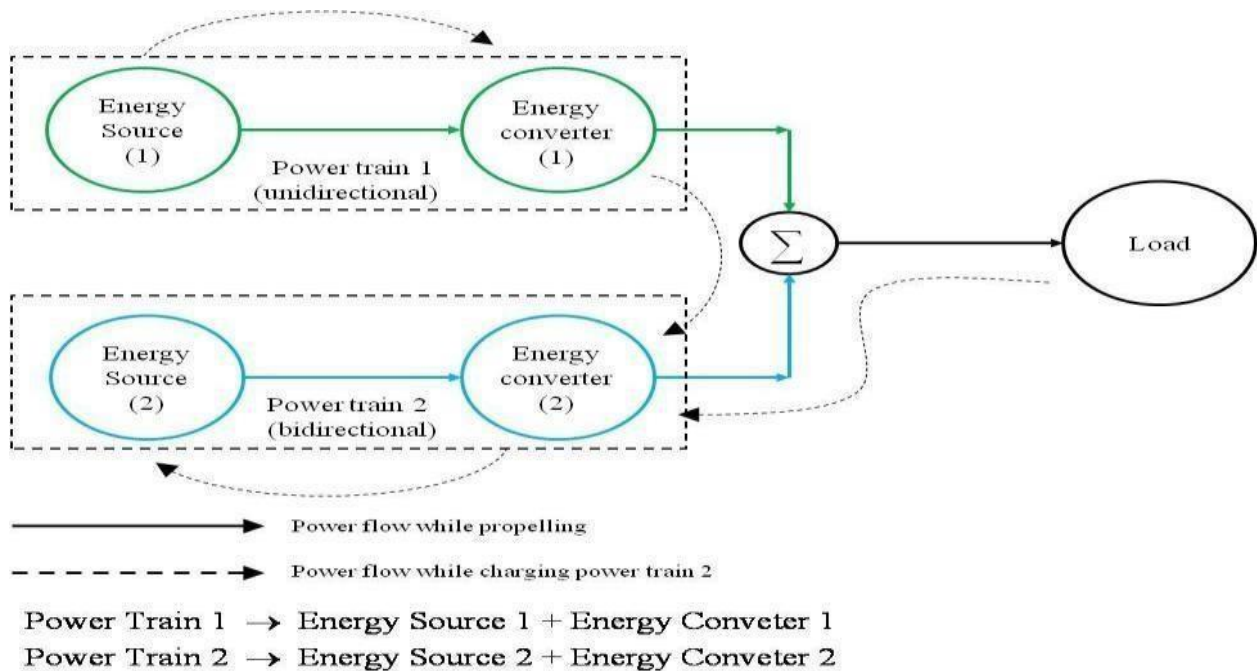 Energy
Source
(1)
Energy
converter
(1)
Power train 1
(unidirectional)
Σ
Load
Energy
Source
(2)
Energy
converter
(2)
Power train 2
(bidirectional)
Power flow while propelling
Power flow while charging power train 2
Power Train 1 → Energy Source 1 + Energy Conveter 1
Power Train 2 → Energy Source 2 + Energy Conveter 2